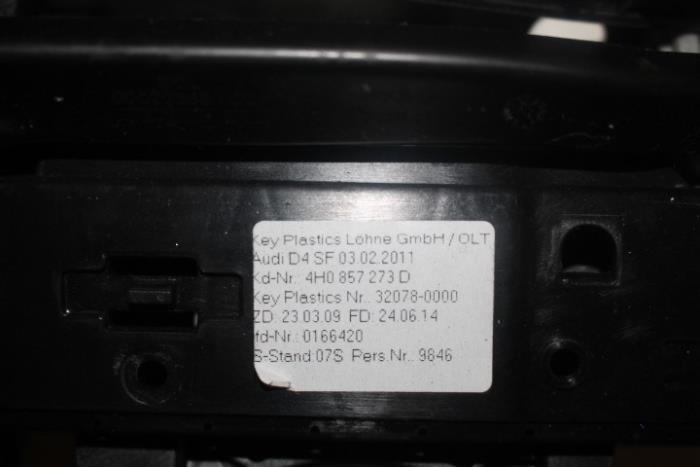 Key Plastics Löhne GmbH / OLT
Audi D4 SF 03.02.2011
Kd-Nr.: 4H0 857 273 D
Key Plastics Nr.: 32078-0000
ZD: 23.03.09 FD: 24.06.14
lfd-Nr.: 0166420
S-Stand:07S Pers.Nr.: 9846